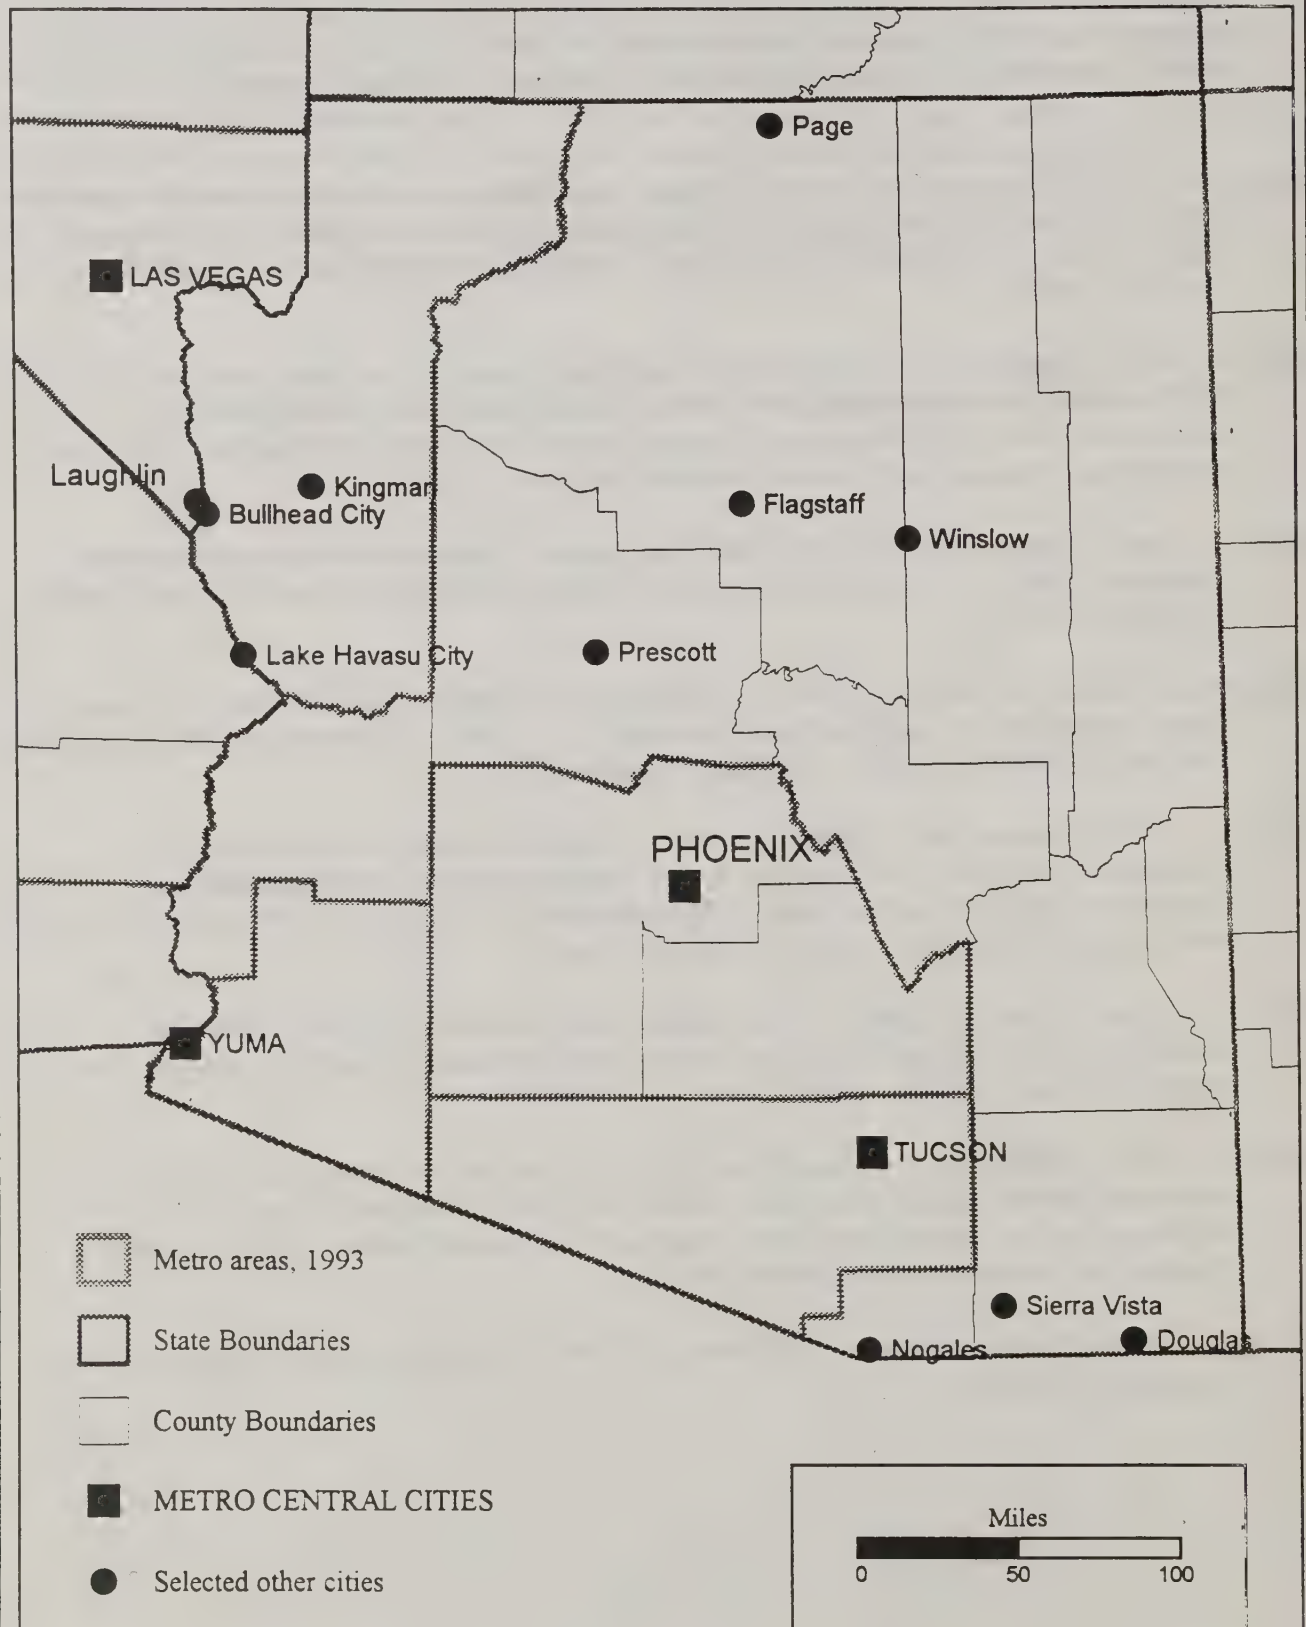 Page
LAS VEGAS
Laughlin
Kingman
Bullhead City
Flagstaff
Winslow
Lake Havasu City
Prescott
PHOENIX
YUMA
TUCSON
Sierra Vista
Nogales
Douglas
Metro areas, 1993
State Boundaries
County Boundaries
METRO CENTRAL CITIES
Selected other cities
Miles
0 50 100